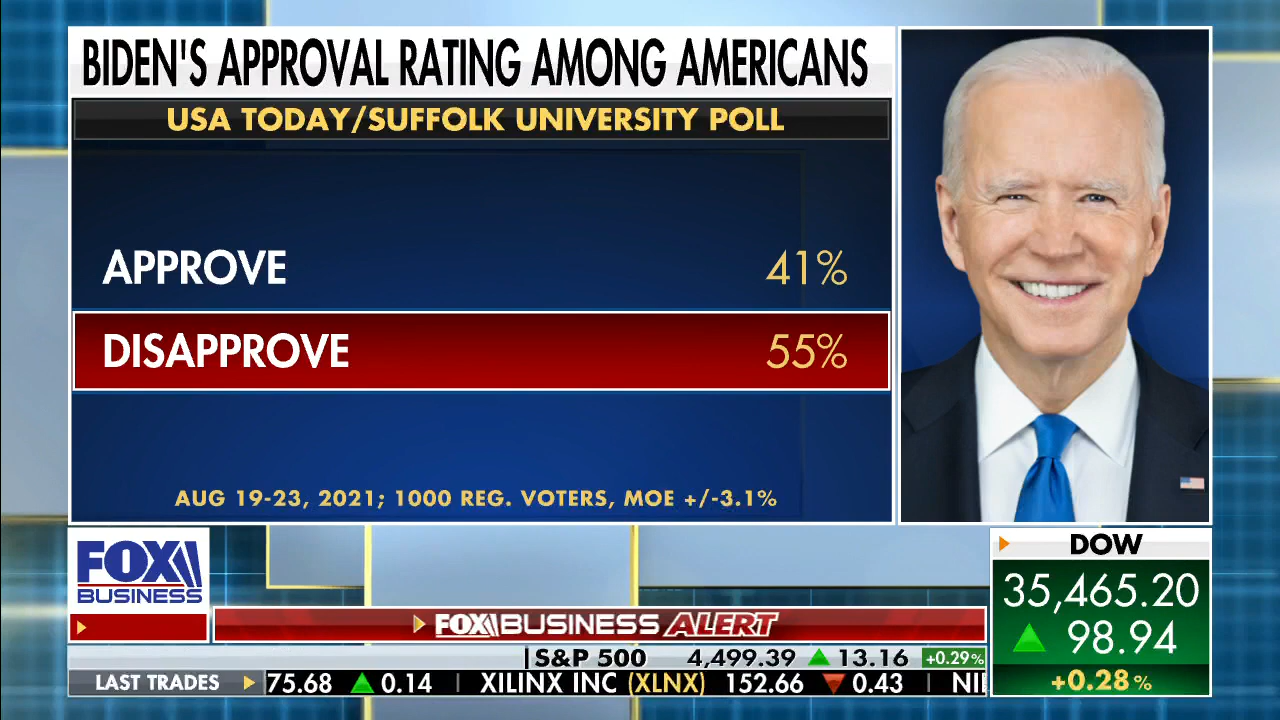 BIDEN'S APPROVAL RATING AMONG AMERICANS
USA TODAY/SUFFOLK UNIVERSITY POLL
APPROVE 41%
DISAPPROVE 55%
AUG 19-23, 2021; 1000 REG. VOTERS, MOE +/-3.1%
FOX
BUSINESS
FOX BUSINESS ALERT
DOW
35,465.20
98.94
+0.28%
S&P 500 4,499.39 13.16 +0.29%
LAST TRADES 75.68 0.14 | XILINX INC (XLNX) 152.66 0.43 |